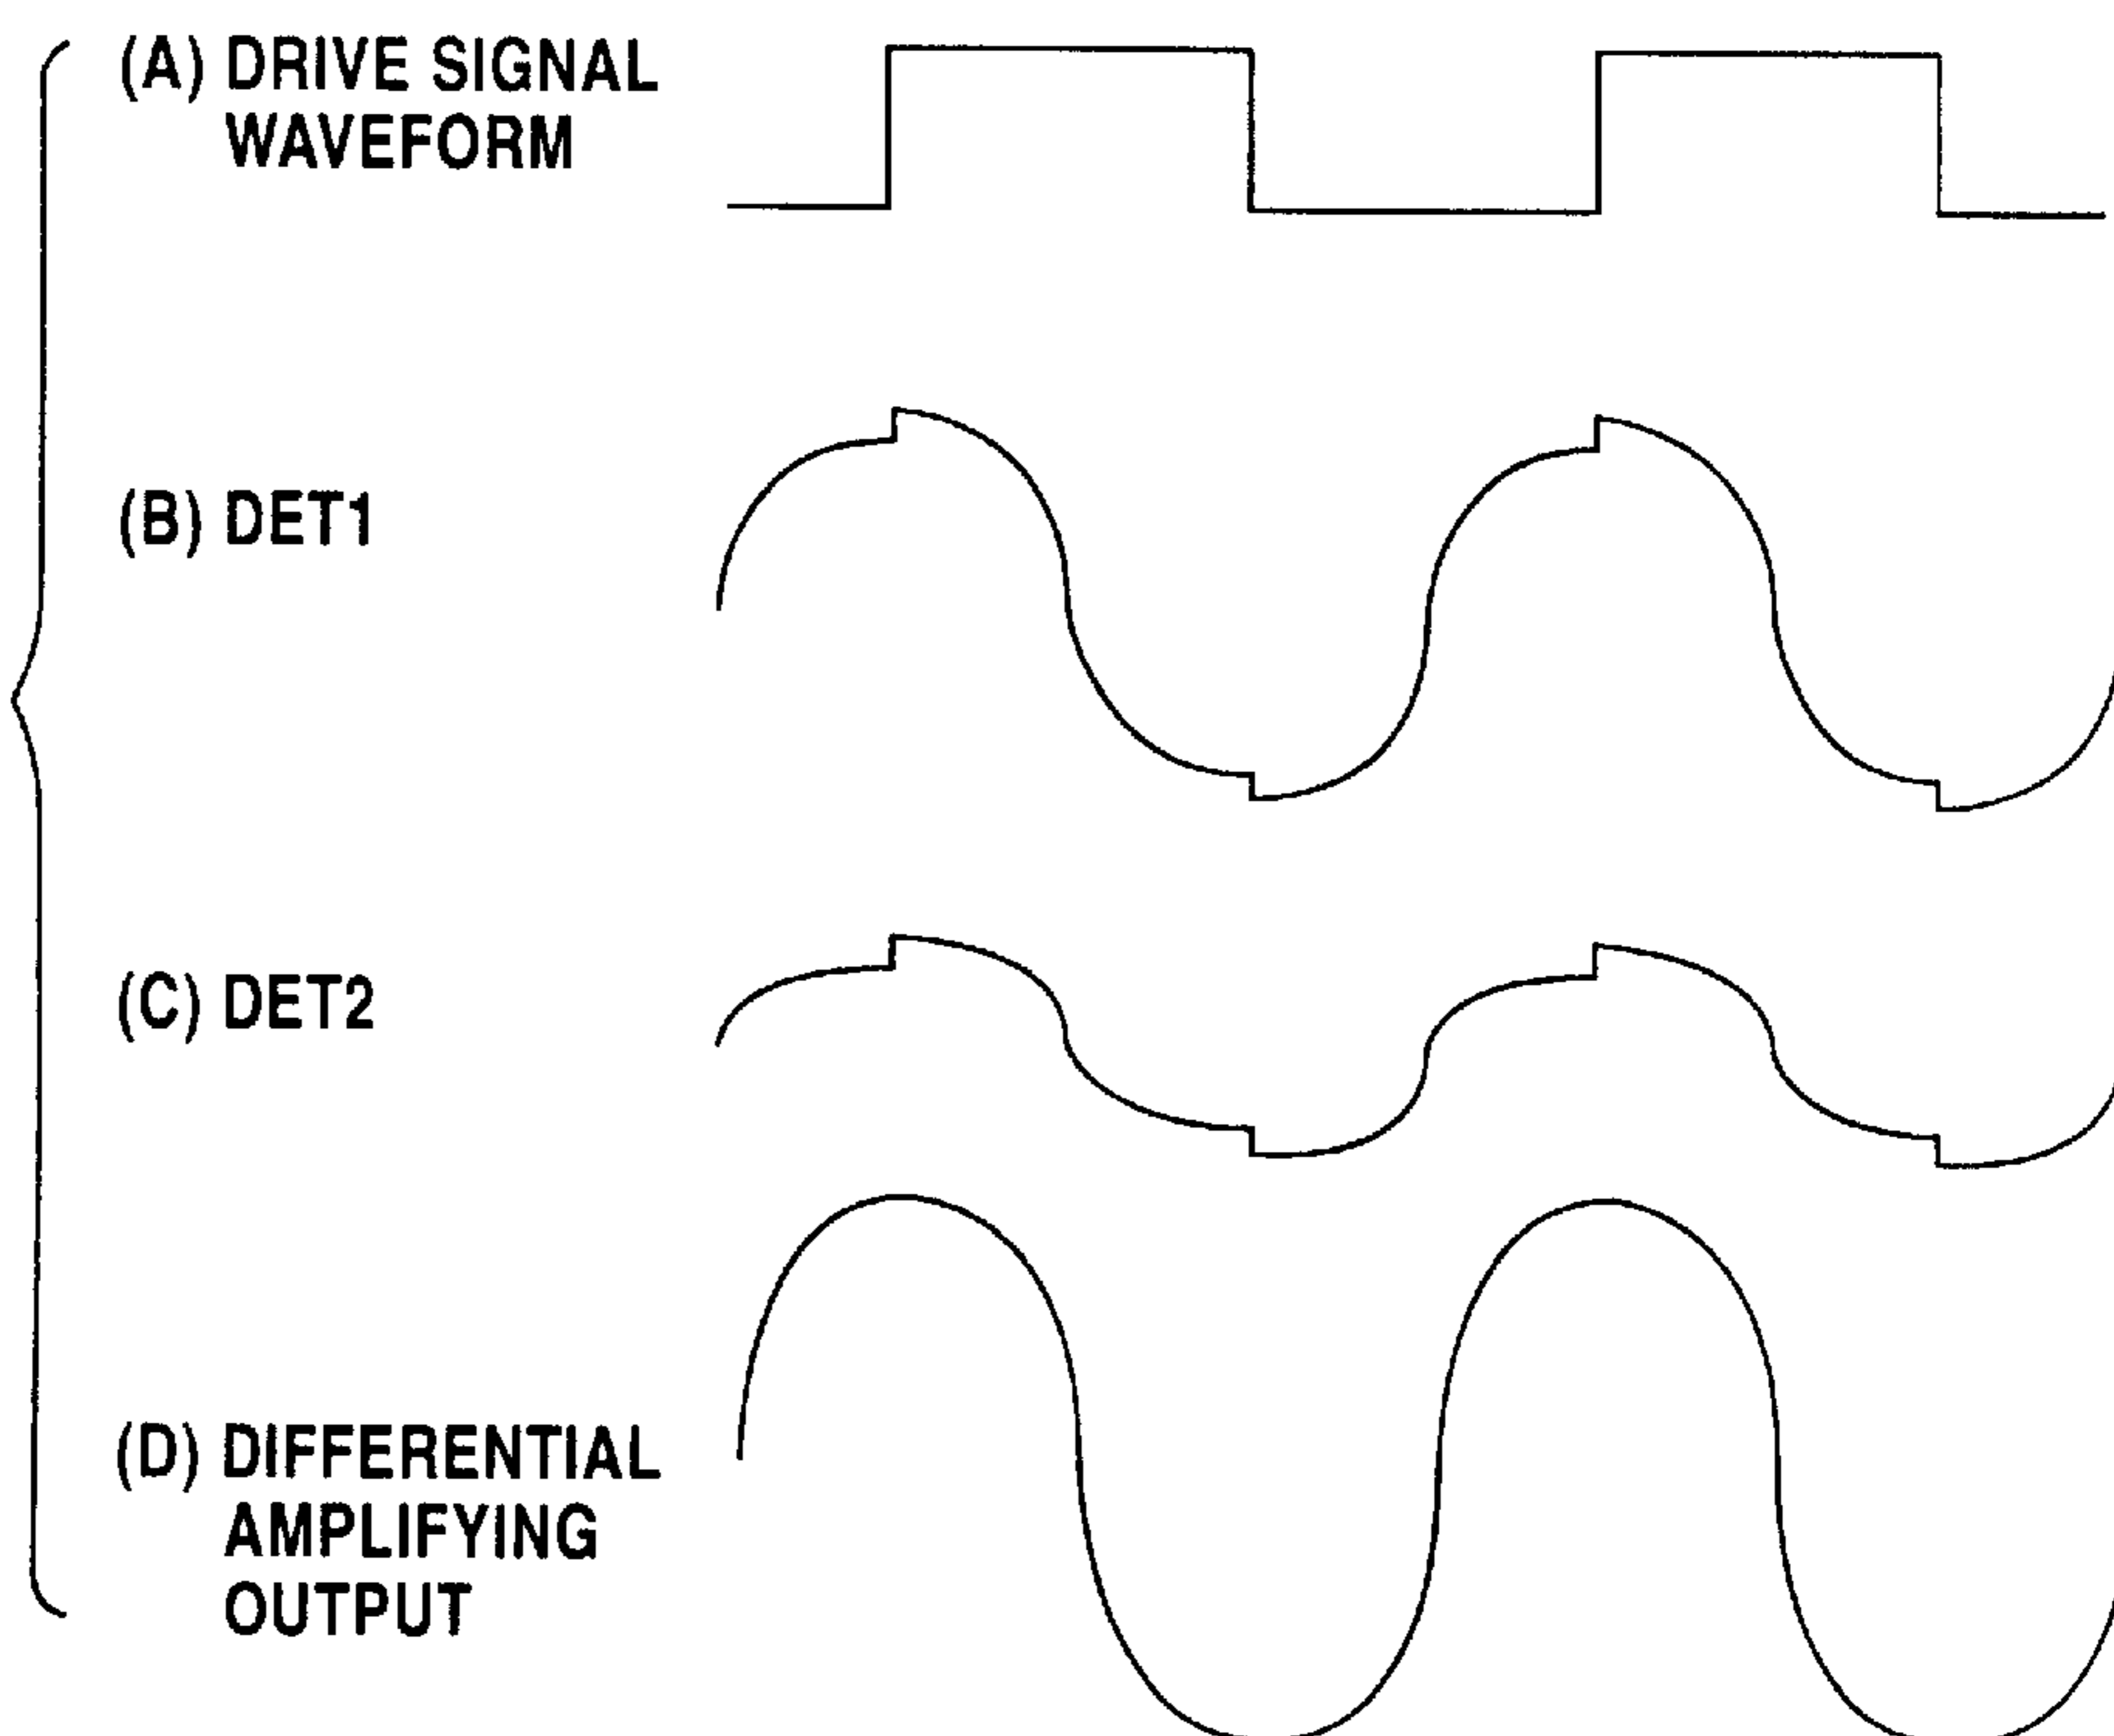 (A) DRIVE SIGNAL
WAVEFORM
(B) DET1
(C) DET2
(D) DIFFERENTIAL
AMPLIFYING
OUTPUT